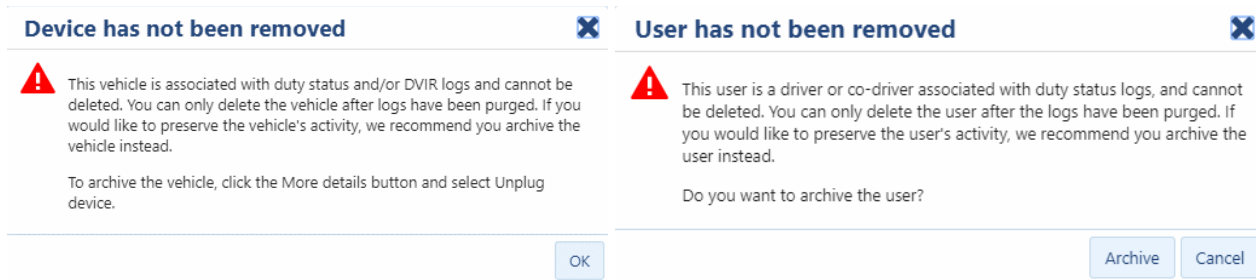 Device has not been removed
This vehicle is associated with duty status and/or DVIR logs and cannot be
deleted. You can only delete the vehicle after logs have been purged. If you
would like to preserve the vehicle's activity, we recommend you archive the
vehicle instead.
To archive the vehicle, click the More details button and select Unplug
device.
OK
User has not been removed
This user is a driver or co-driver associated with duty status logs, and cannot
be deleted. You can only delete the user after the logs have been purged. If
you would like to preserve the user's activity, we recommend you archive the
user instead.
Do you want to archive the user?
Archive
Cancel